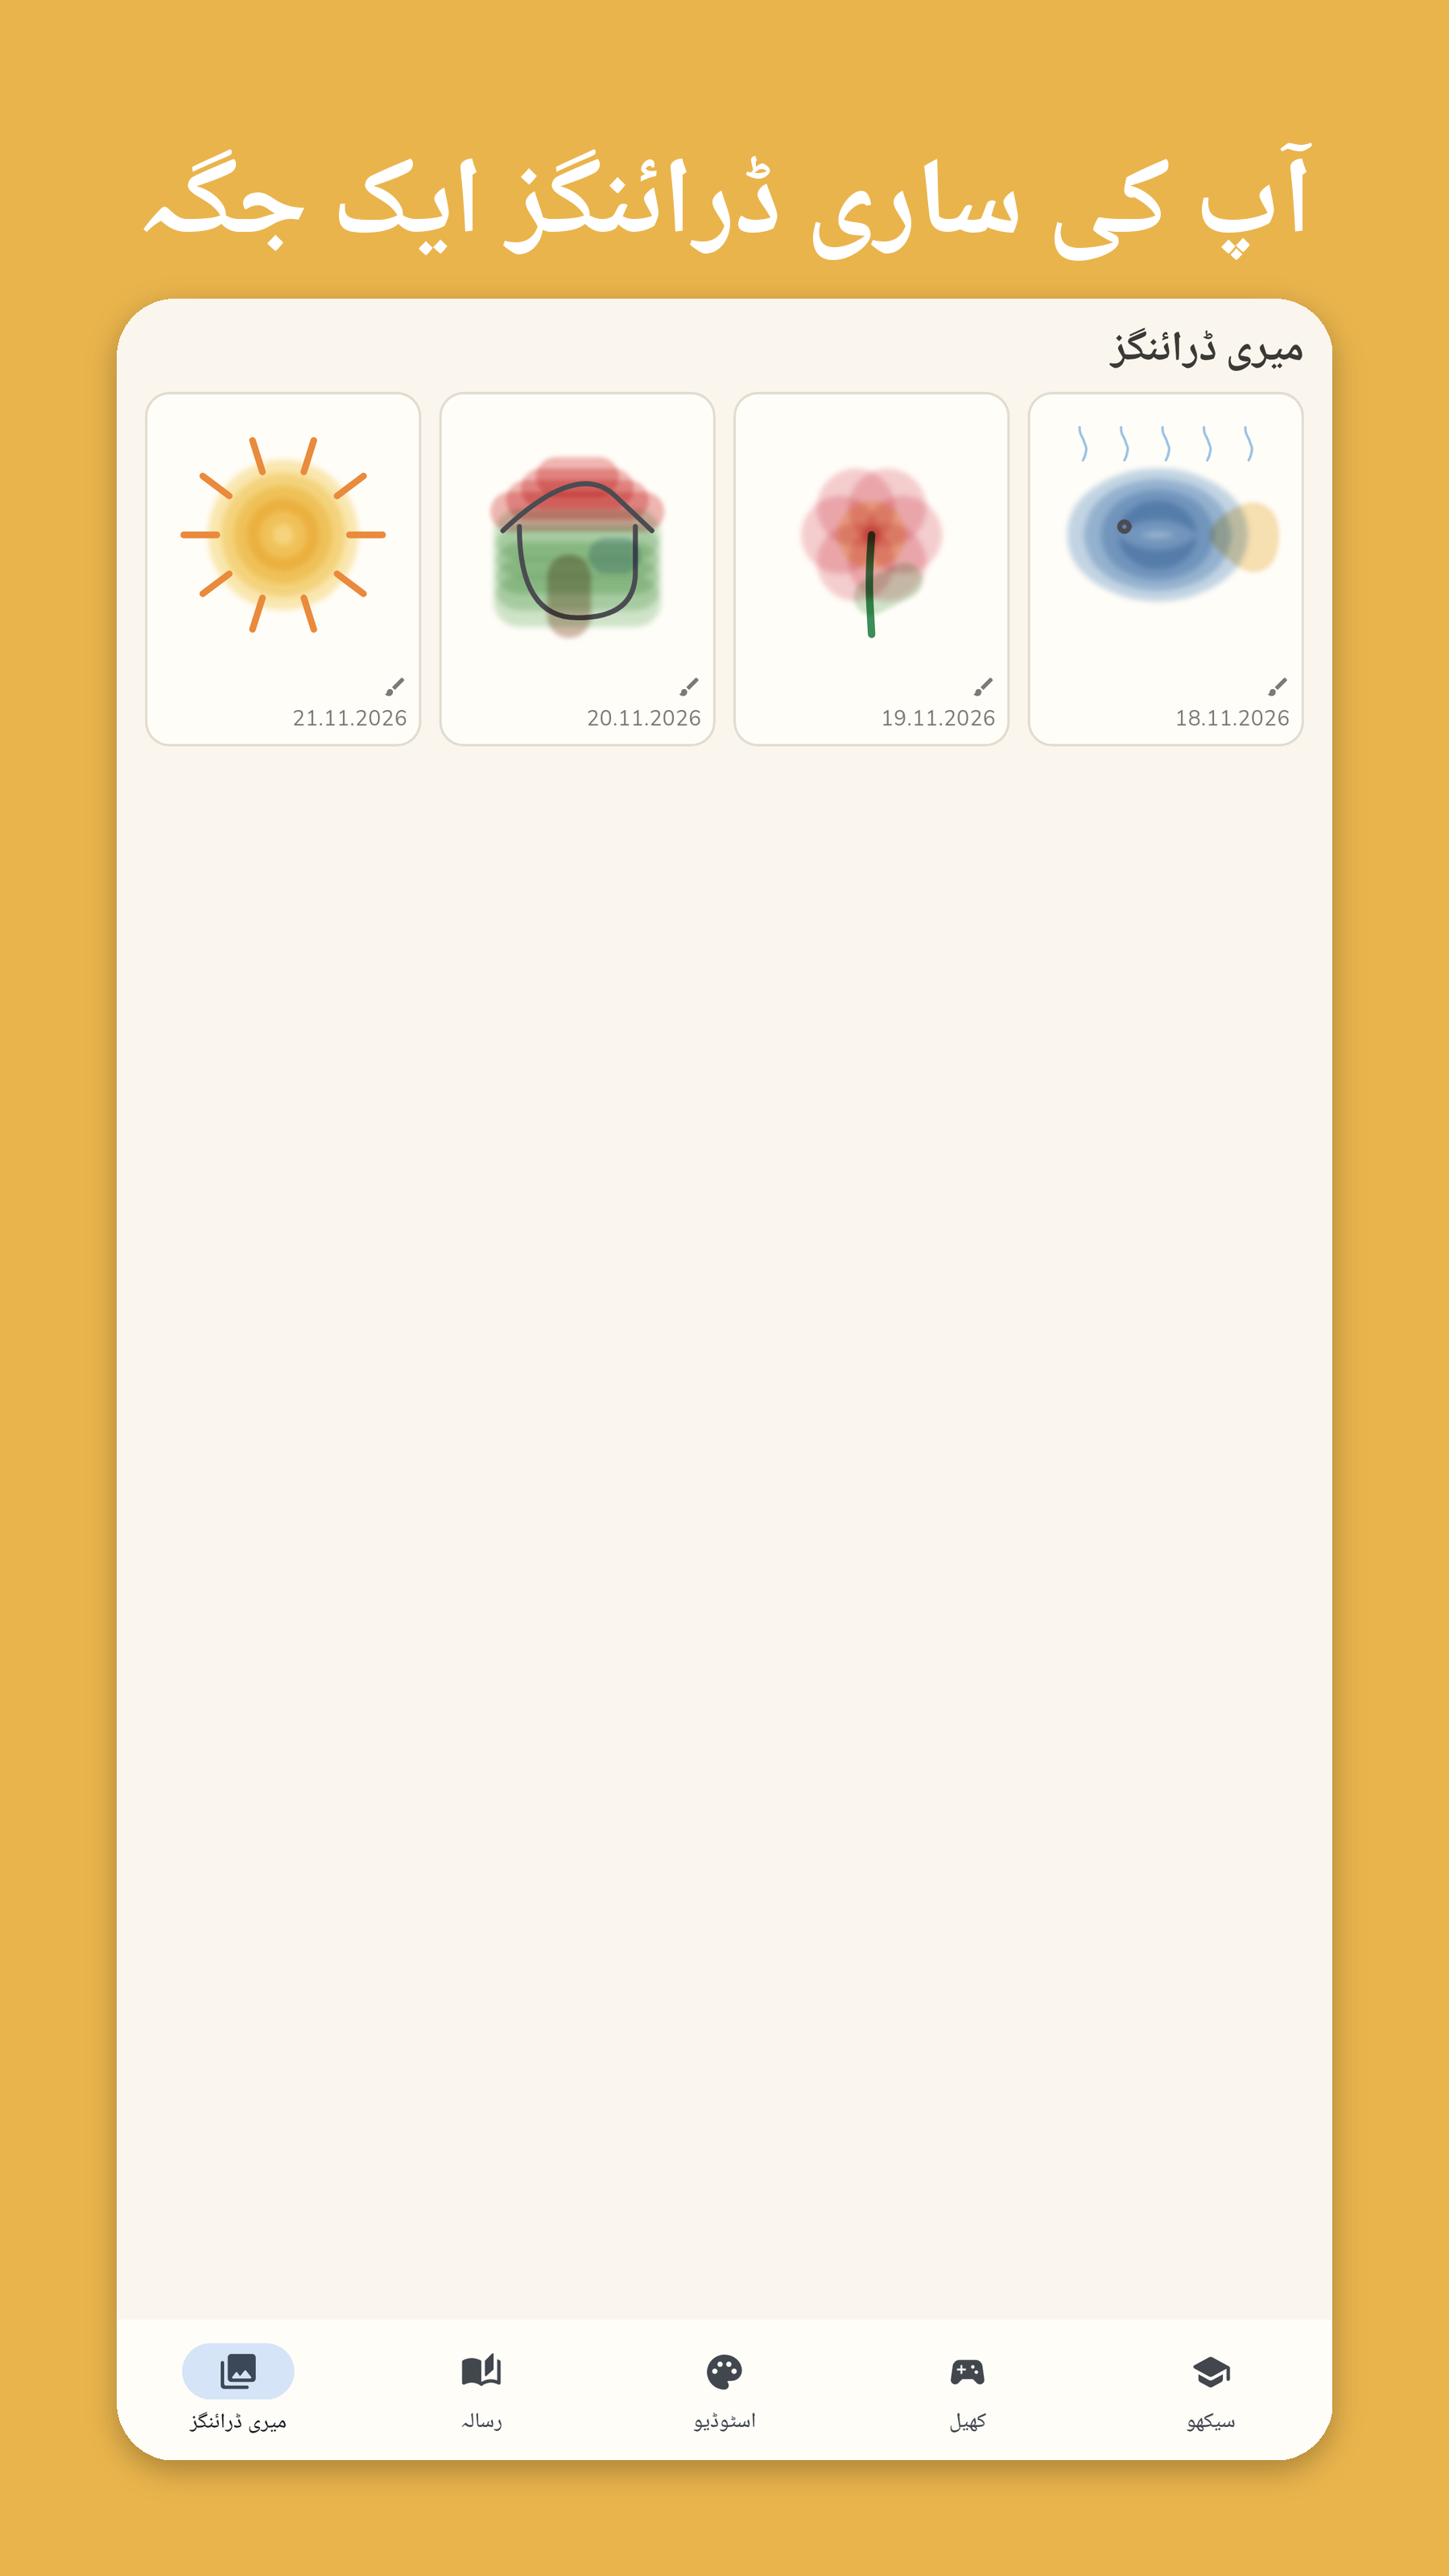 آپ کی ساری ڈرائنگز ایک جگہ
میری ڈرائنگز
18.11.2026
19.11.2026
20.11.2026
21.11.2026
سیکھو
کھیل
اسٹوڈیو
رسالہ
میری ڈرائنگز